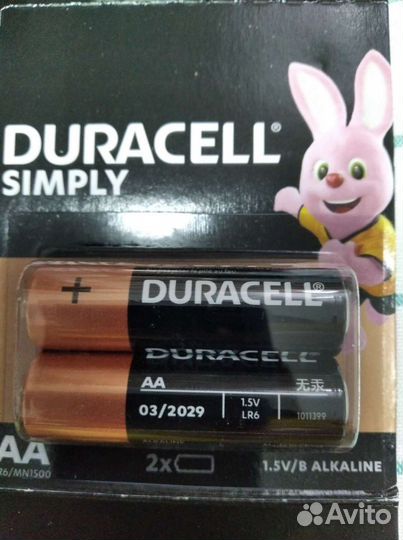 DURACELL®
SIMPLY
+ DURACELL®
DURACELL
AA 无汞
03/2029 1.5V LR6 1011399
AA
LR6/MN1500
2x
1.5V/B ALKALINE
Avito